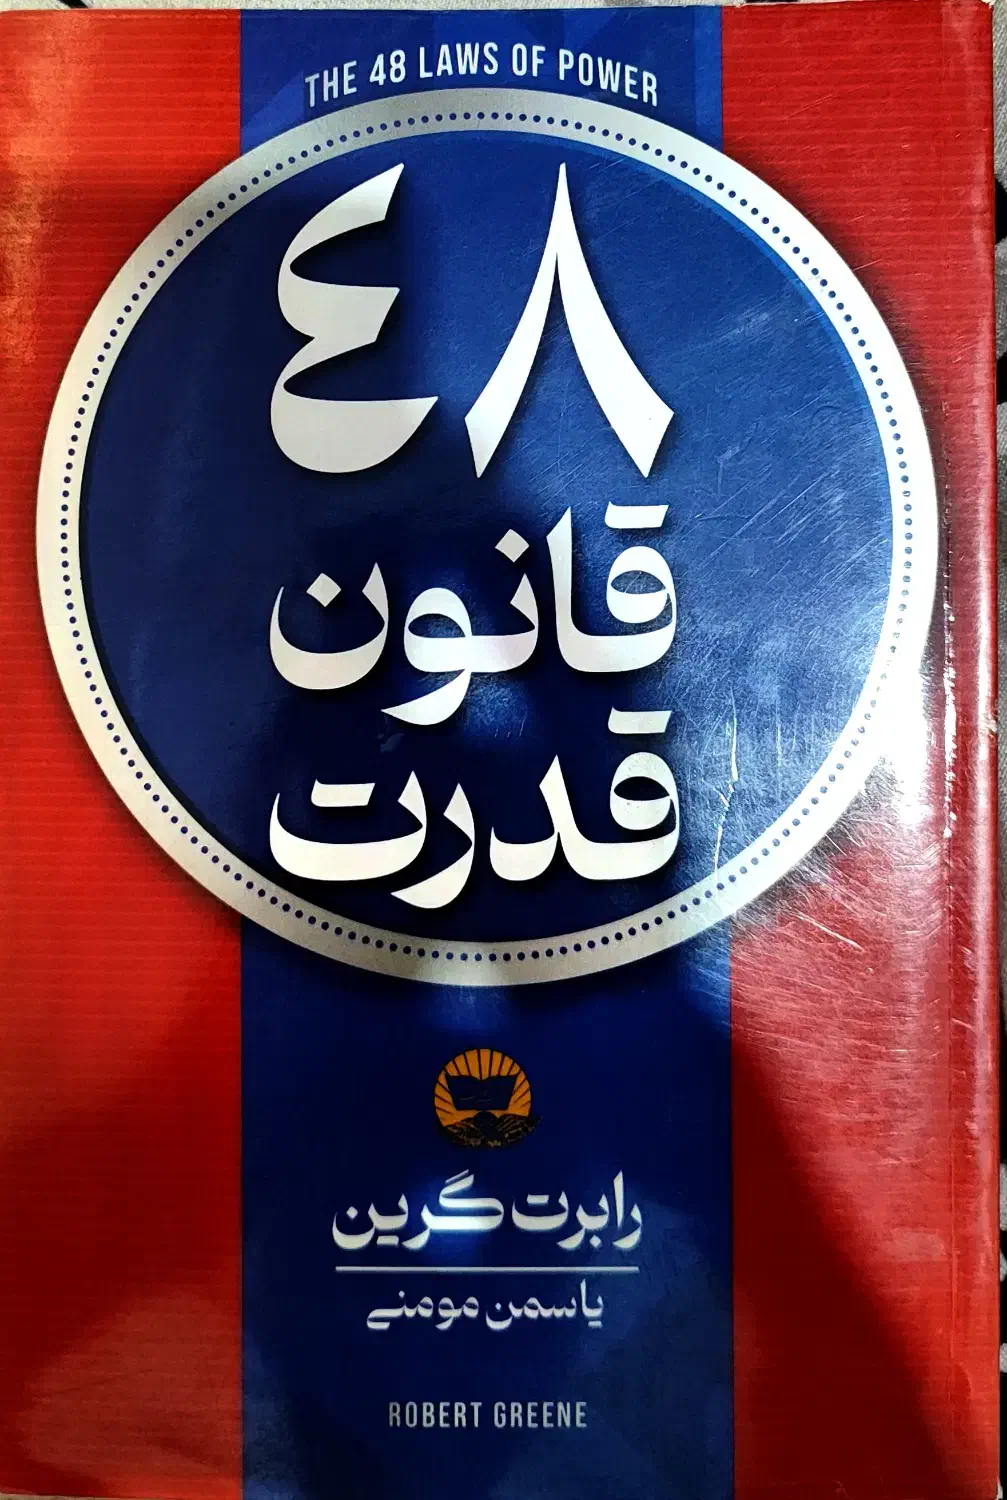 THE 48 LAWS OF POWER
٤٨
قانون
قدرت
رابرت گرین
یاسمن مومنی
ROBERT GREENE